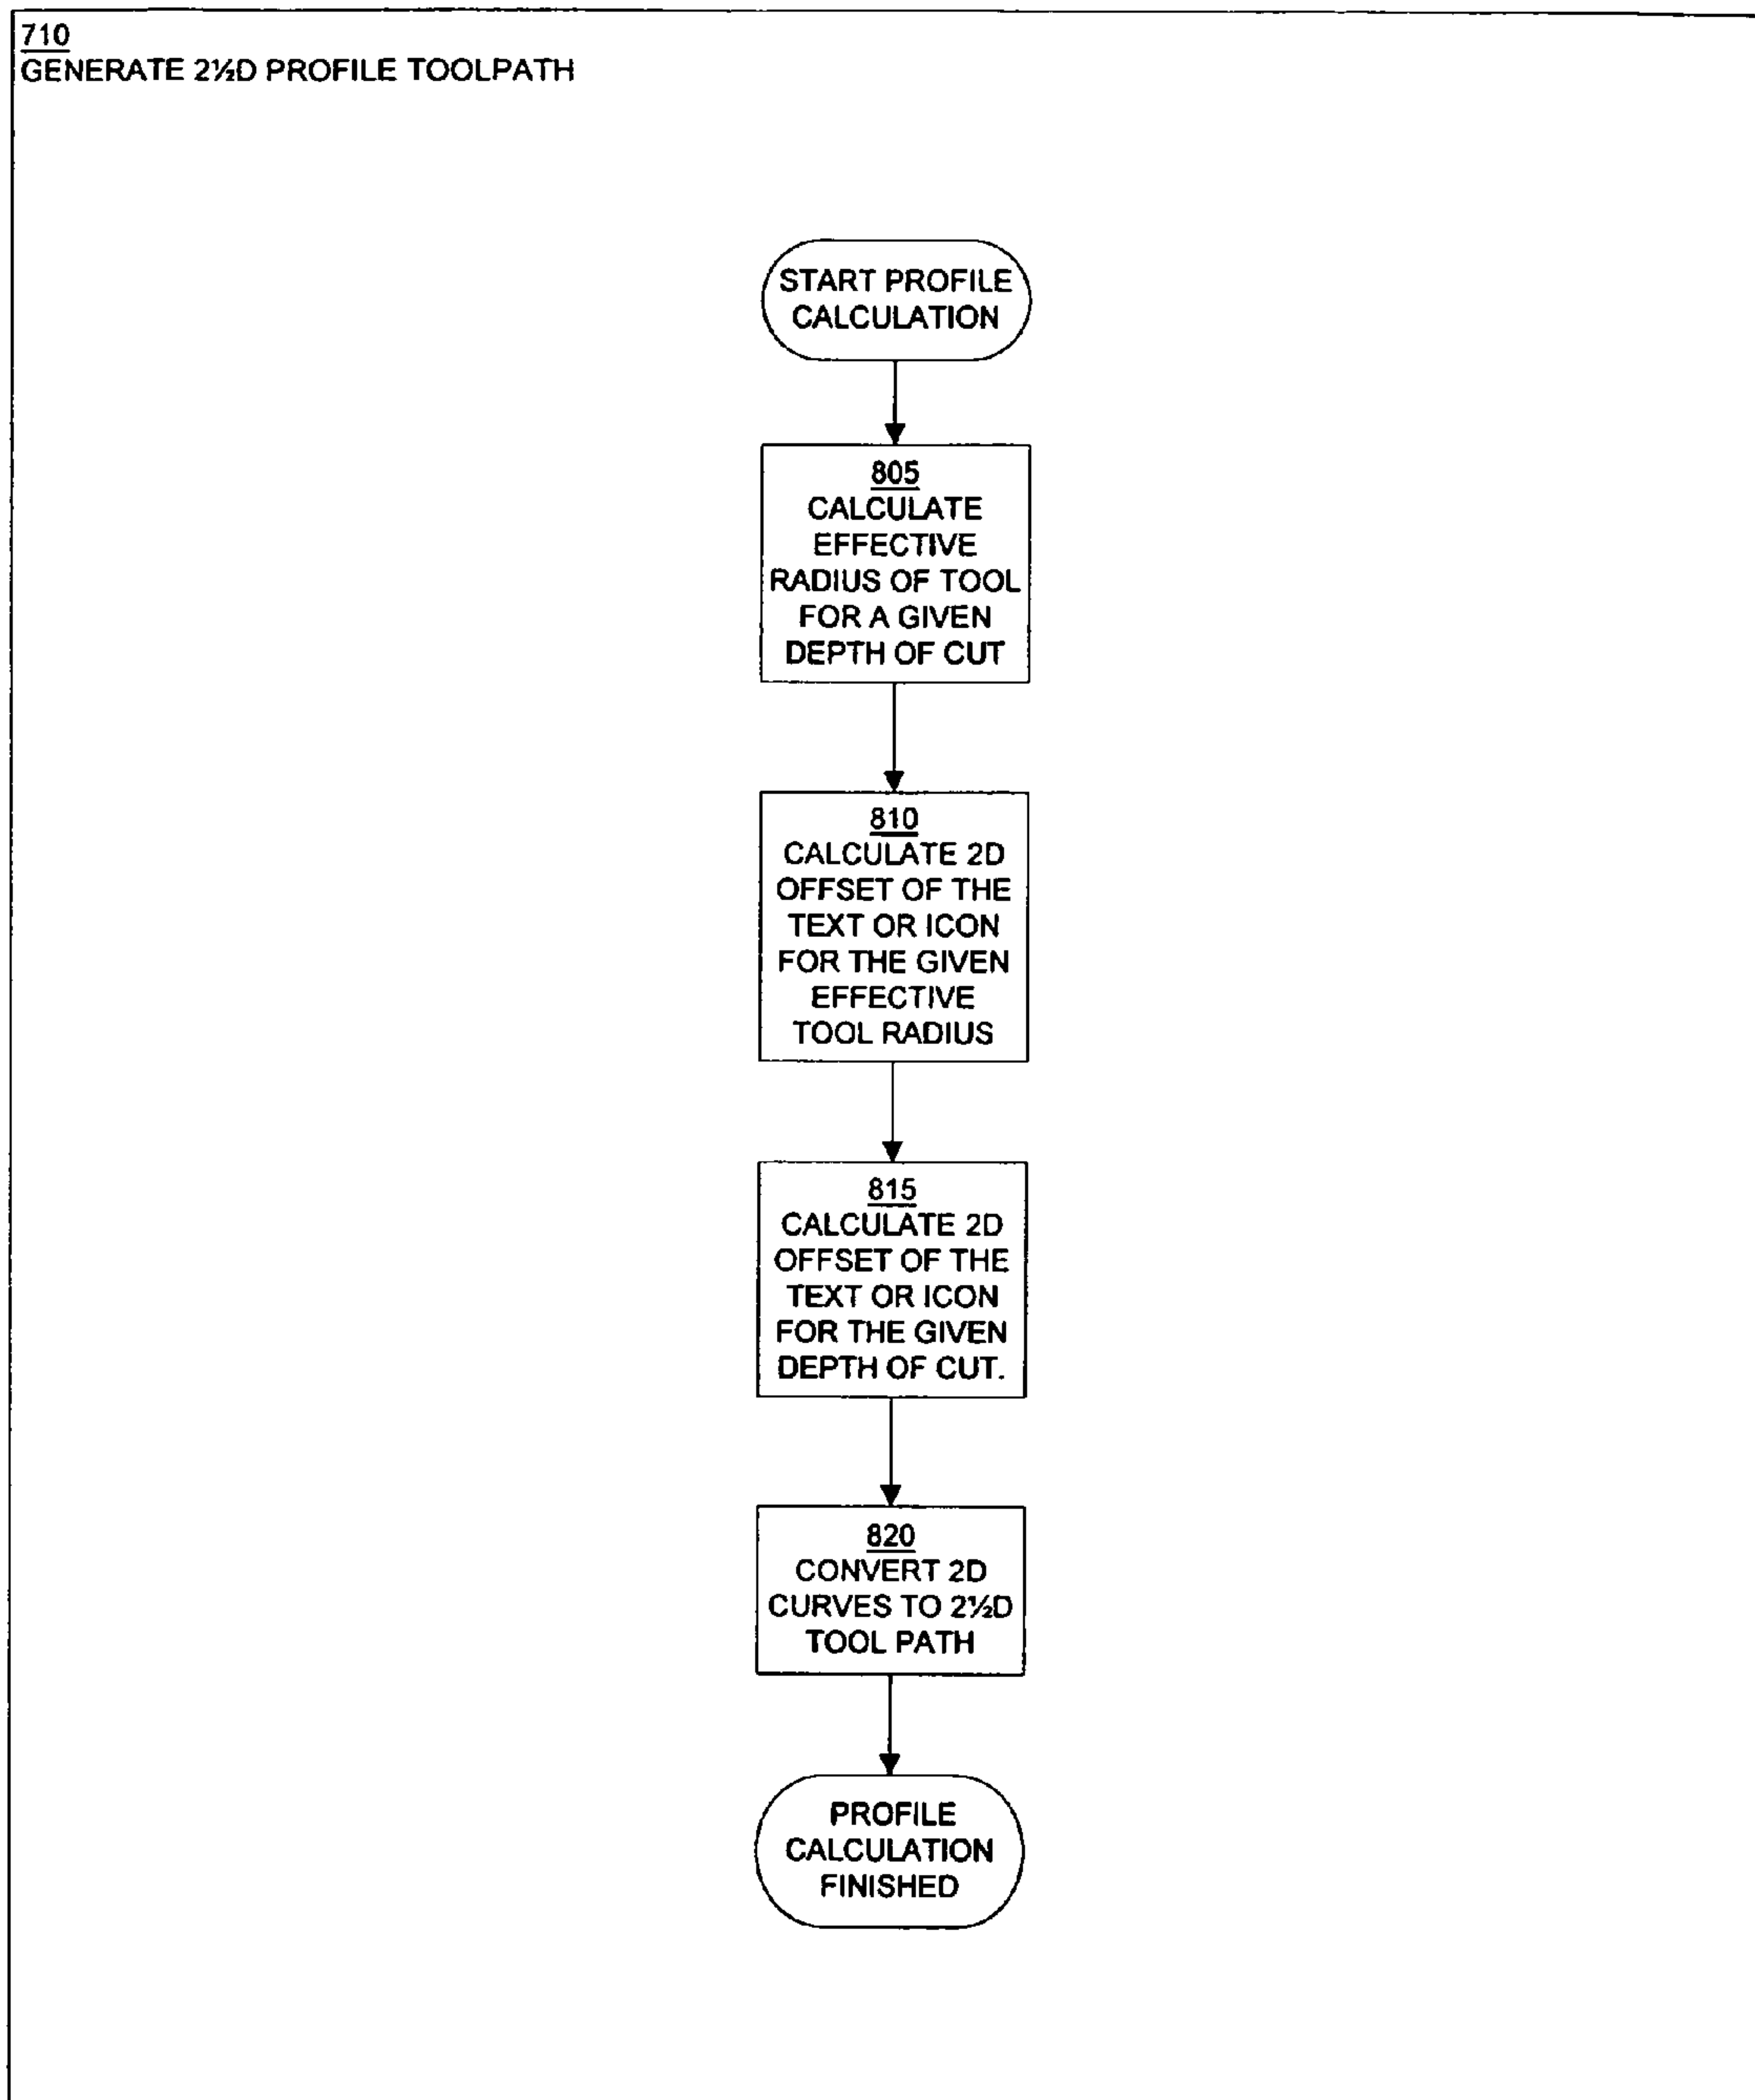 710
GENERATE 2½D PROFILE TOOLPATH
START PROFILE
CALCULATION
805
CALCULATE
EFFECTIVE
RADIUS OF TOOL
FOR A GIVEN
DEPTH OF CUT
810
CALCULATE 2D
OFFSET OF THE
TEXT OR ICON
FOR THE GIVEN
EFFECTIVE
TOOL RADIUS
815
CALCULATE 2D
OFFSET OF THE
TEXT OR ICON
FOR THE GIVEN
DEPTH OF CUT.
820
CONVERT 2D
CURVES TO 2½D
TOOL PATH
PROFILE
CALCULATION
FINISHED